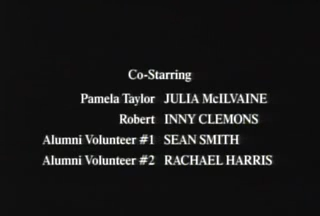 Co-Starring
Pamela Taylor JULIA McILVAINE
Robert INNY CLEMONS
Alumni Volunteer #1 SEAN SMITH
Alumni Volunteer #2 RACHAEL HARRIS